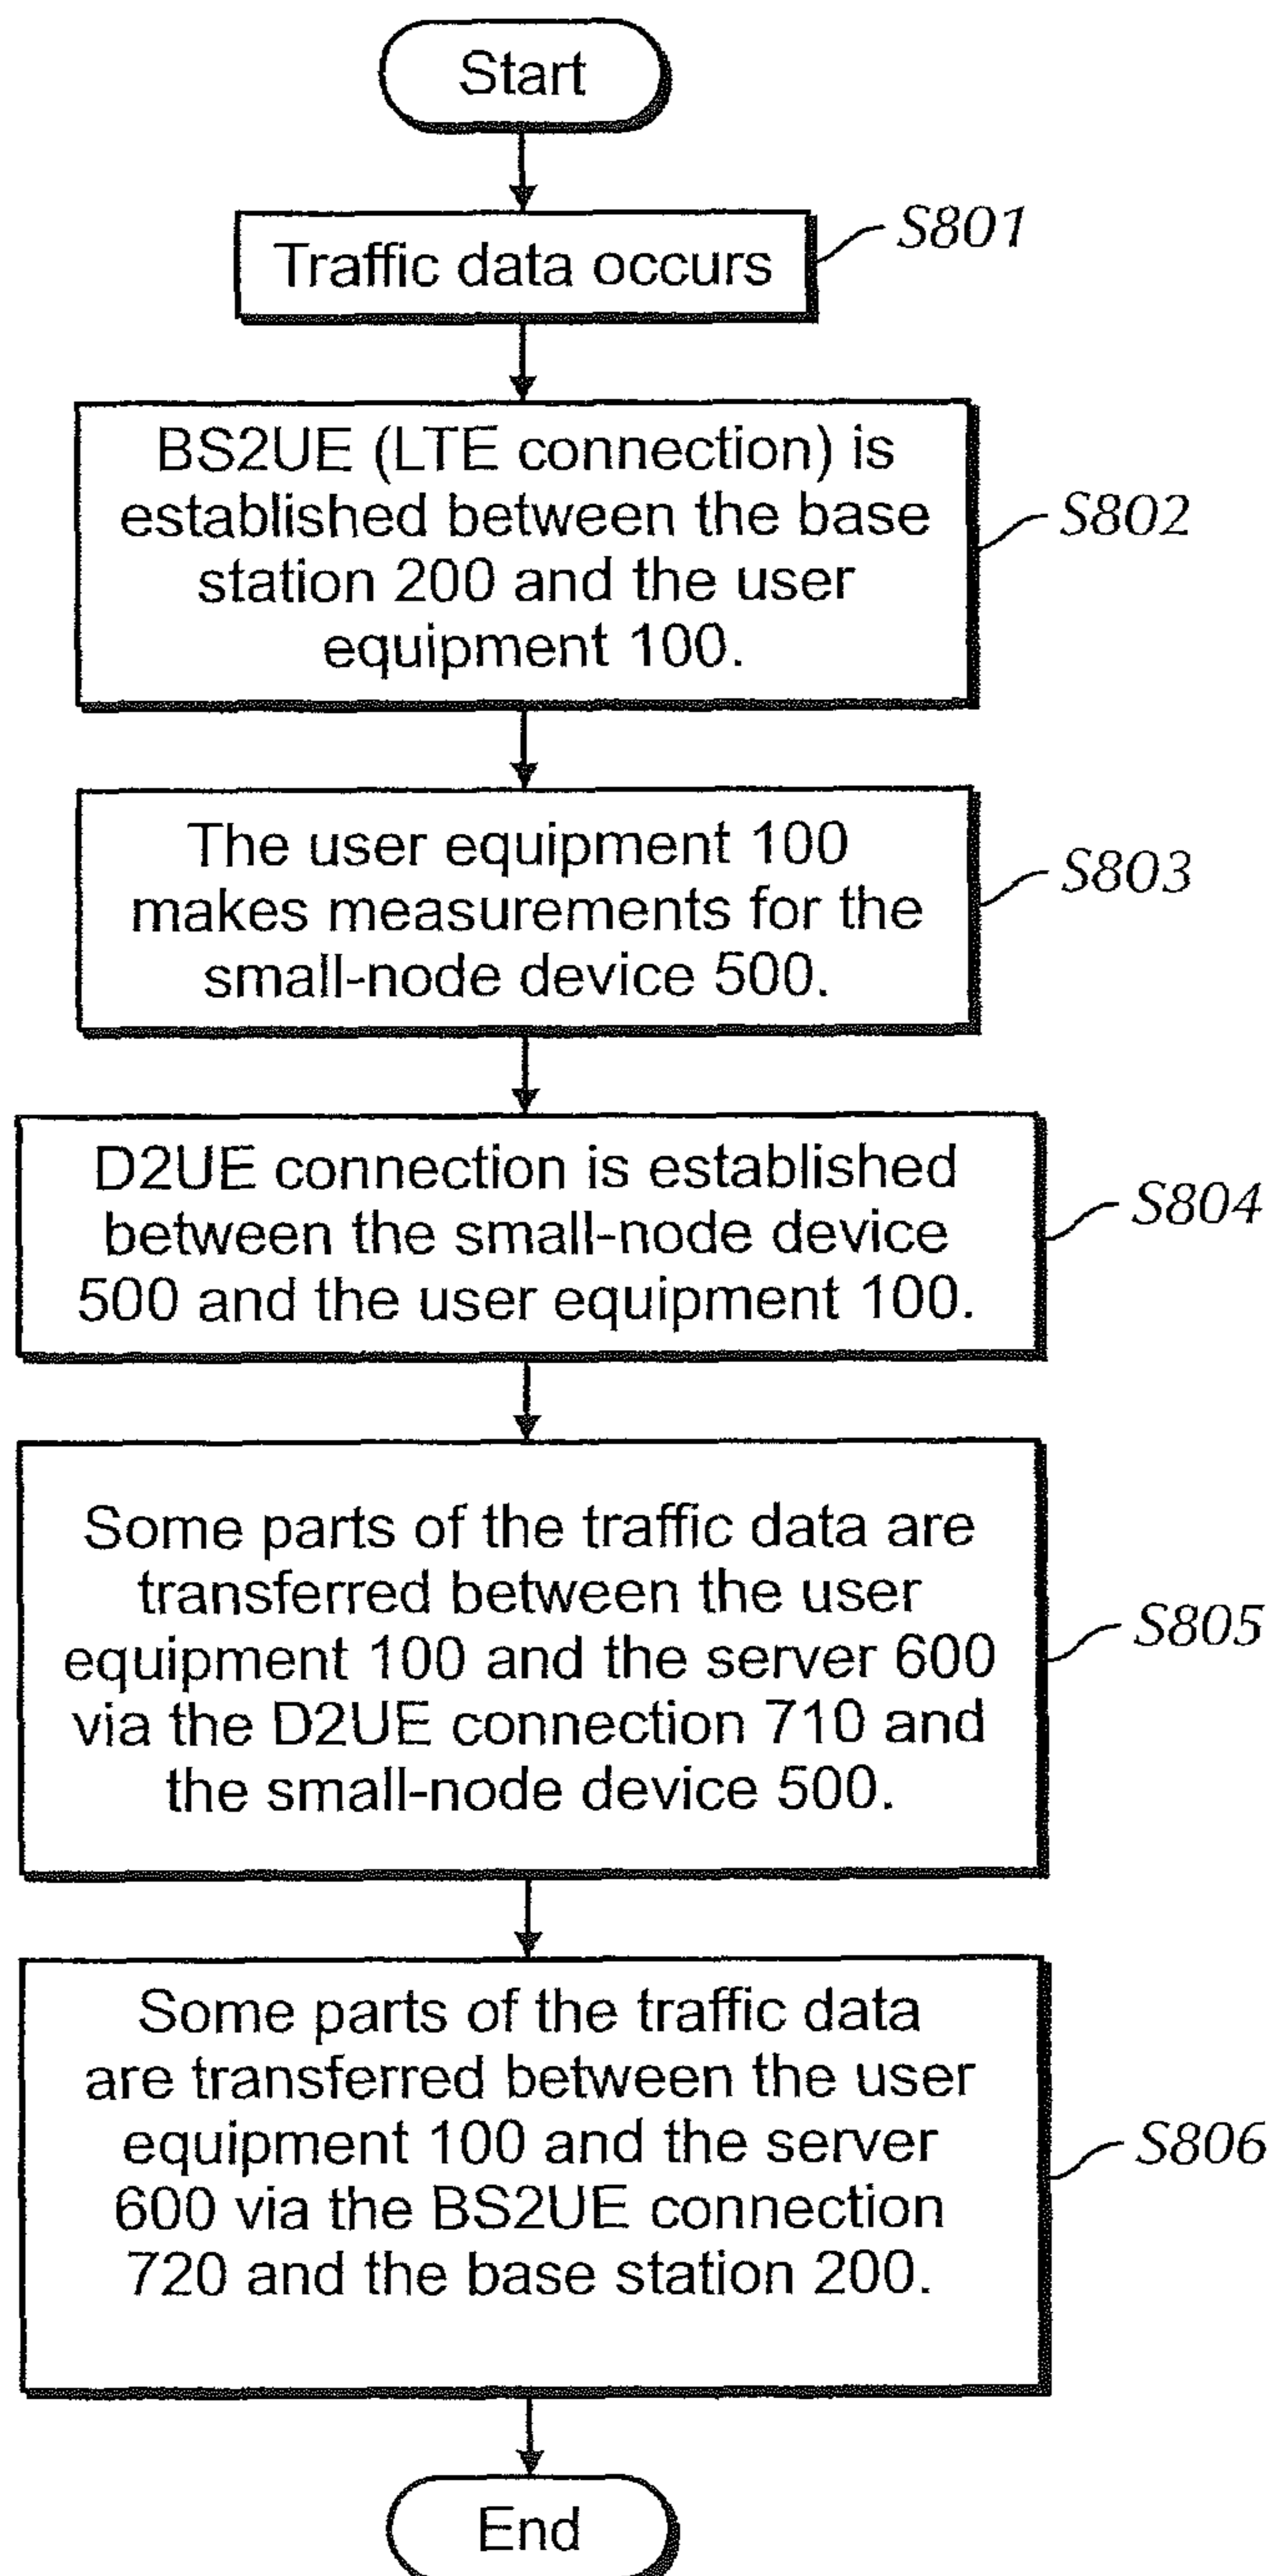 Start
Traffic data occurs
S801
BS2UE (LTE connection) is
established between the base
station 200 and the user
equipment 100.
S802
The user equipment 100
makes measurements for the
small-node device 500.
S803
D2UE connection is established
between the small-node device
500 and the user equipment 100.
S804
Some parts of the traffic data are
transferred between the user
equipment 100 and the server 600
via the D2UE connection 710 and
the small-node device 500.
S805
Some parts of the traffic data
are transferred between the user
equipment 100 and the server
600 via the BS2UE connection
720 and the base station 200.
S806
End